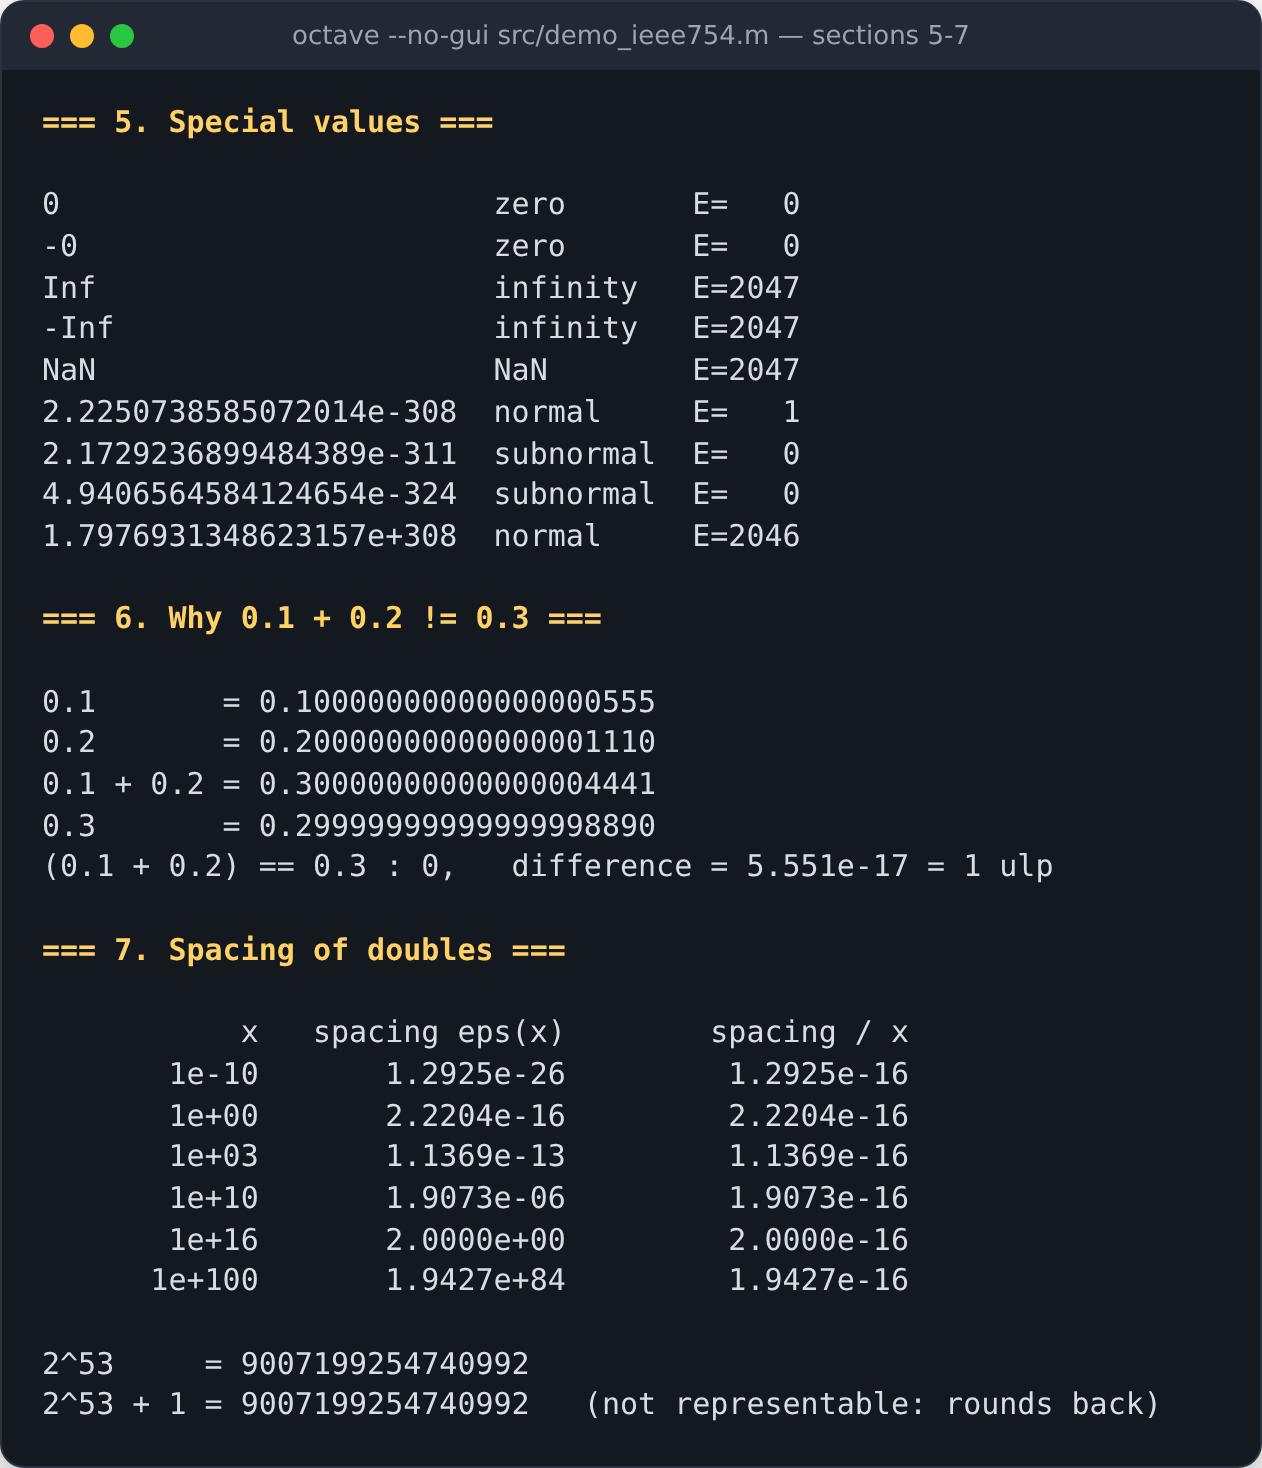 octave --no-gui src/demo_ieee754.m — sections 5-7
=== 5. Special values ===
0                        zero       E=   0
-0                       zero       E=   0
Inf                      infinity   E=2047
-Inf                     infinity   E=2047
NaN                      NaN        E=2047
2.2250738585072014e-308  normal     E=   1
2.1729236899484389e-311  subnormal  E=   0
4.9406564584124654e-324  subnormal  E=   0
1.7976931348623157e+308  normal     E=2046
=== 6. Why 0.1 + 0.2 != 0.3 ===
0.1       = 0.10000000000000000555
0.2       = 0.20000000000000001110
0.1 + 0.2 = 0.30000000000000004441
0.3       = 0.29999999999999998890
(0.1 + 0.2) == 0.3 : 0,   difference = 5.551e-17 = 1 ulp
=== 7. Spacing of doubles ===
           x   spacing eps(x)        spacing / x
       1e-10       1.2925e-26         1.2925e-16
       1e+00       2.2204e-16         2.2204e-16
       1e+03       1.1369e-13         1.1369e-16
       1e+10       1.9073e-06         1.9073e-16
       1e+16       2.0000e+00         2.0000e-16
      1e+100       1.9427e+84         1.9427e-16
2^53     = 9007199254740992
2^53 + 1 = 9007199254740992   (not representable: rounds back)